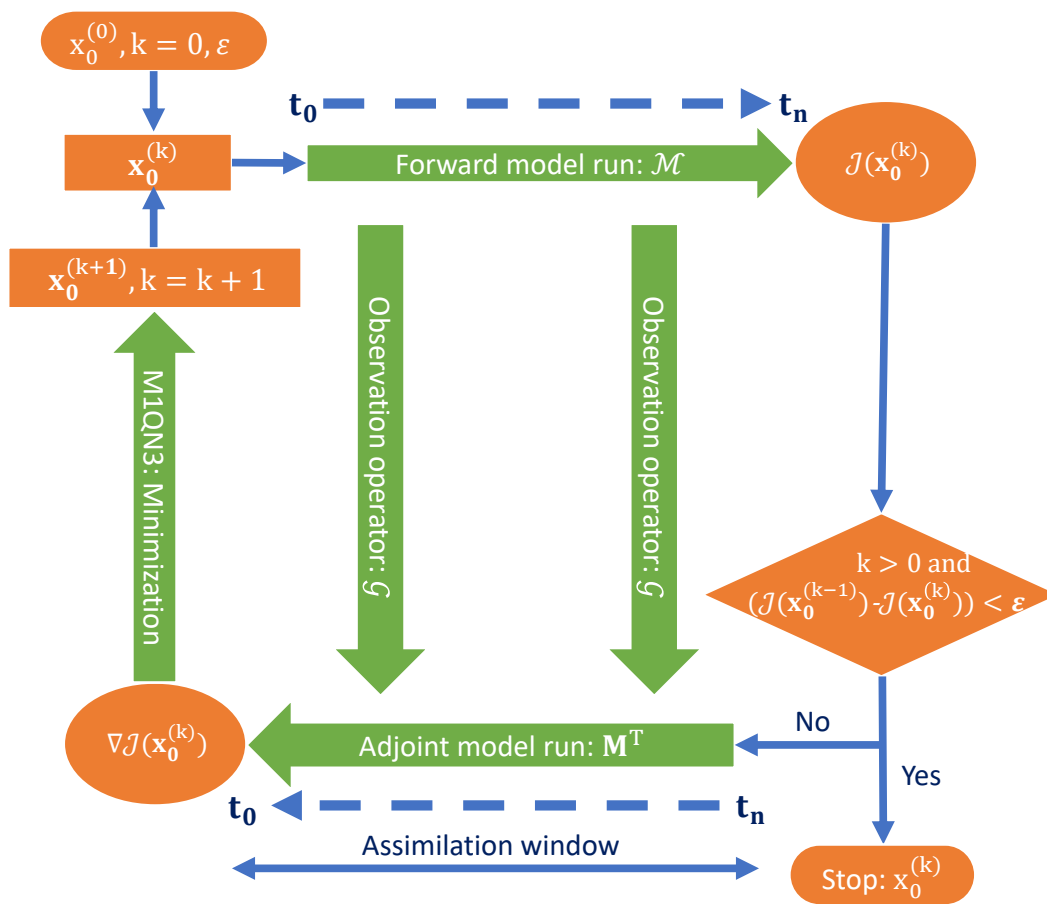 x₀⁽⁰⁾, k = 0, ε
t₀
tₙ
x₀⁽ᵏ⁾
Forward model run: ℳ
𝒥(x₀⁽ᵏ⁾)
x₀⁽ᵏ⁺¹⁾, k = k + 1
Observation operator: 𝒢
Observation operator: 𝒢
M1QN3: Minimization
k > 0 and
(𝒥(x₀⁽ᵏ⁻¹⁾)-𝒥(x₀⁽ᵏ⁾)) < ε
∇𝒥(x₀⁽ᵏ⁾)
Adjoint model run: Mᵀ
No
Yes
t₀
tₙ
Assimilation window
Stop: x₀⁽ᵏ⁾